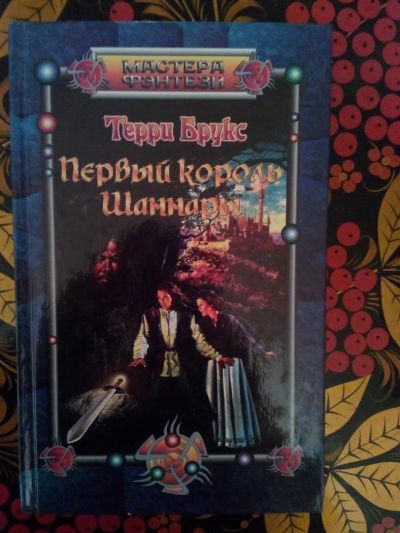 МАСТЕРА
ФЭНТЕЗИ
Терри Брукс
Первый король
Шаннары